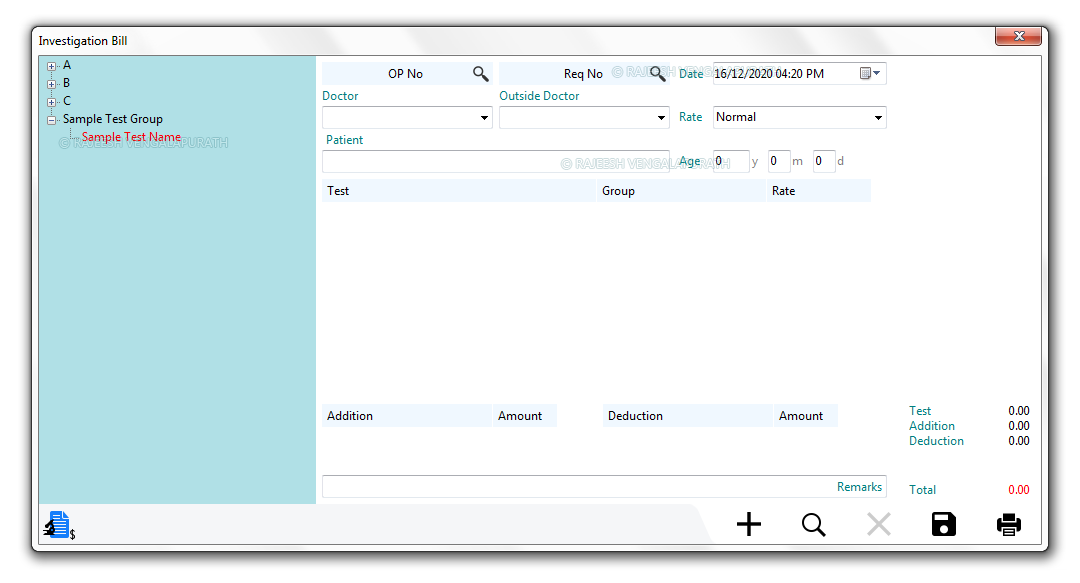 Investigation Bill
A
B
C
Sample Test Group
Sample Test Name
© RAJEESH VENGALAPURATH
OP No
Req No
© RAJEESH VENGALAPURATH
Date 16/12/2020 04:20 PM
Doctor
Outside Doctor
Rate Normal
Patient
© RAJEESH VENGALAPURATH
Age 0 y 0 m 0 d
Test Group Rate
Addition Amount
Deduction Amount
Test 0.00
Addition 0.00
Deduction 0.00
Remarks
Total 0.00
$